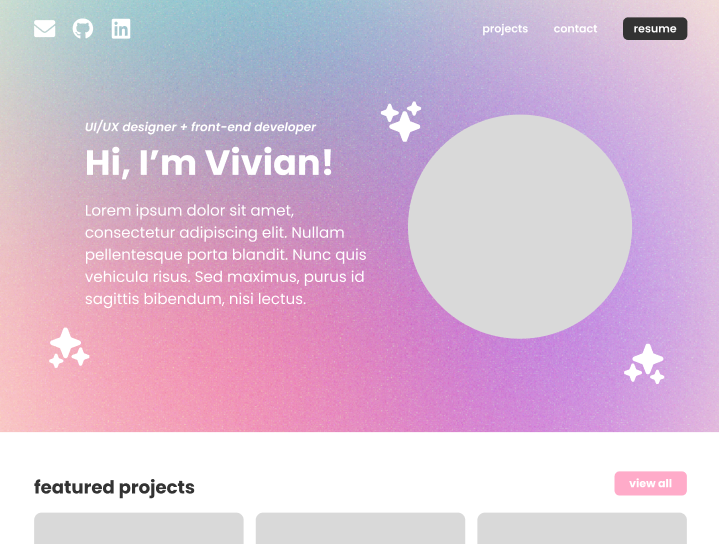 in
projects
contact
resume
UI/UX designer + front-end developer
Hi, I’m Vivian!
Lorem ipsum dolor sit amet,
consectetur adipiscing elit. Nullam
pellentesque porta blandit. Nunc quis
vehicula risus. Sed maximus, purus id
sagittis bibendum, nisi lectus.
featured projects
view all